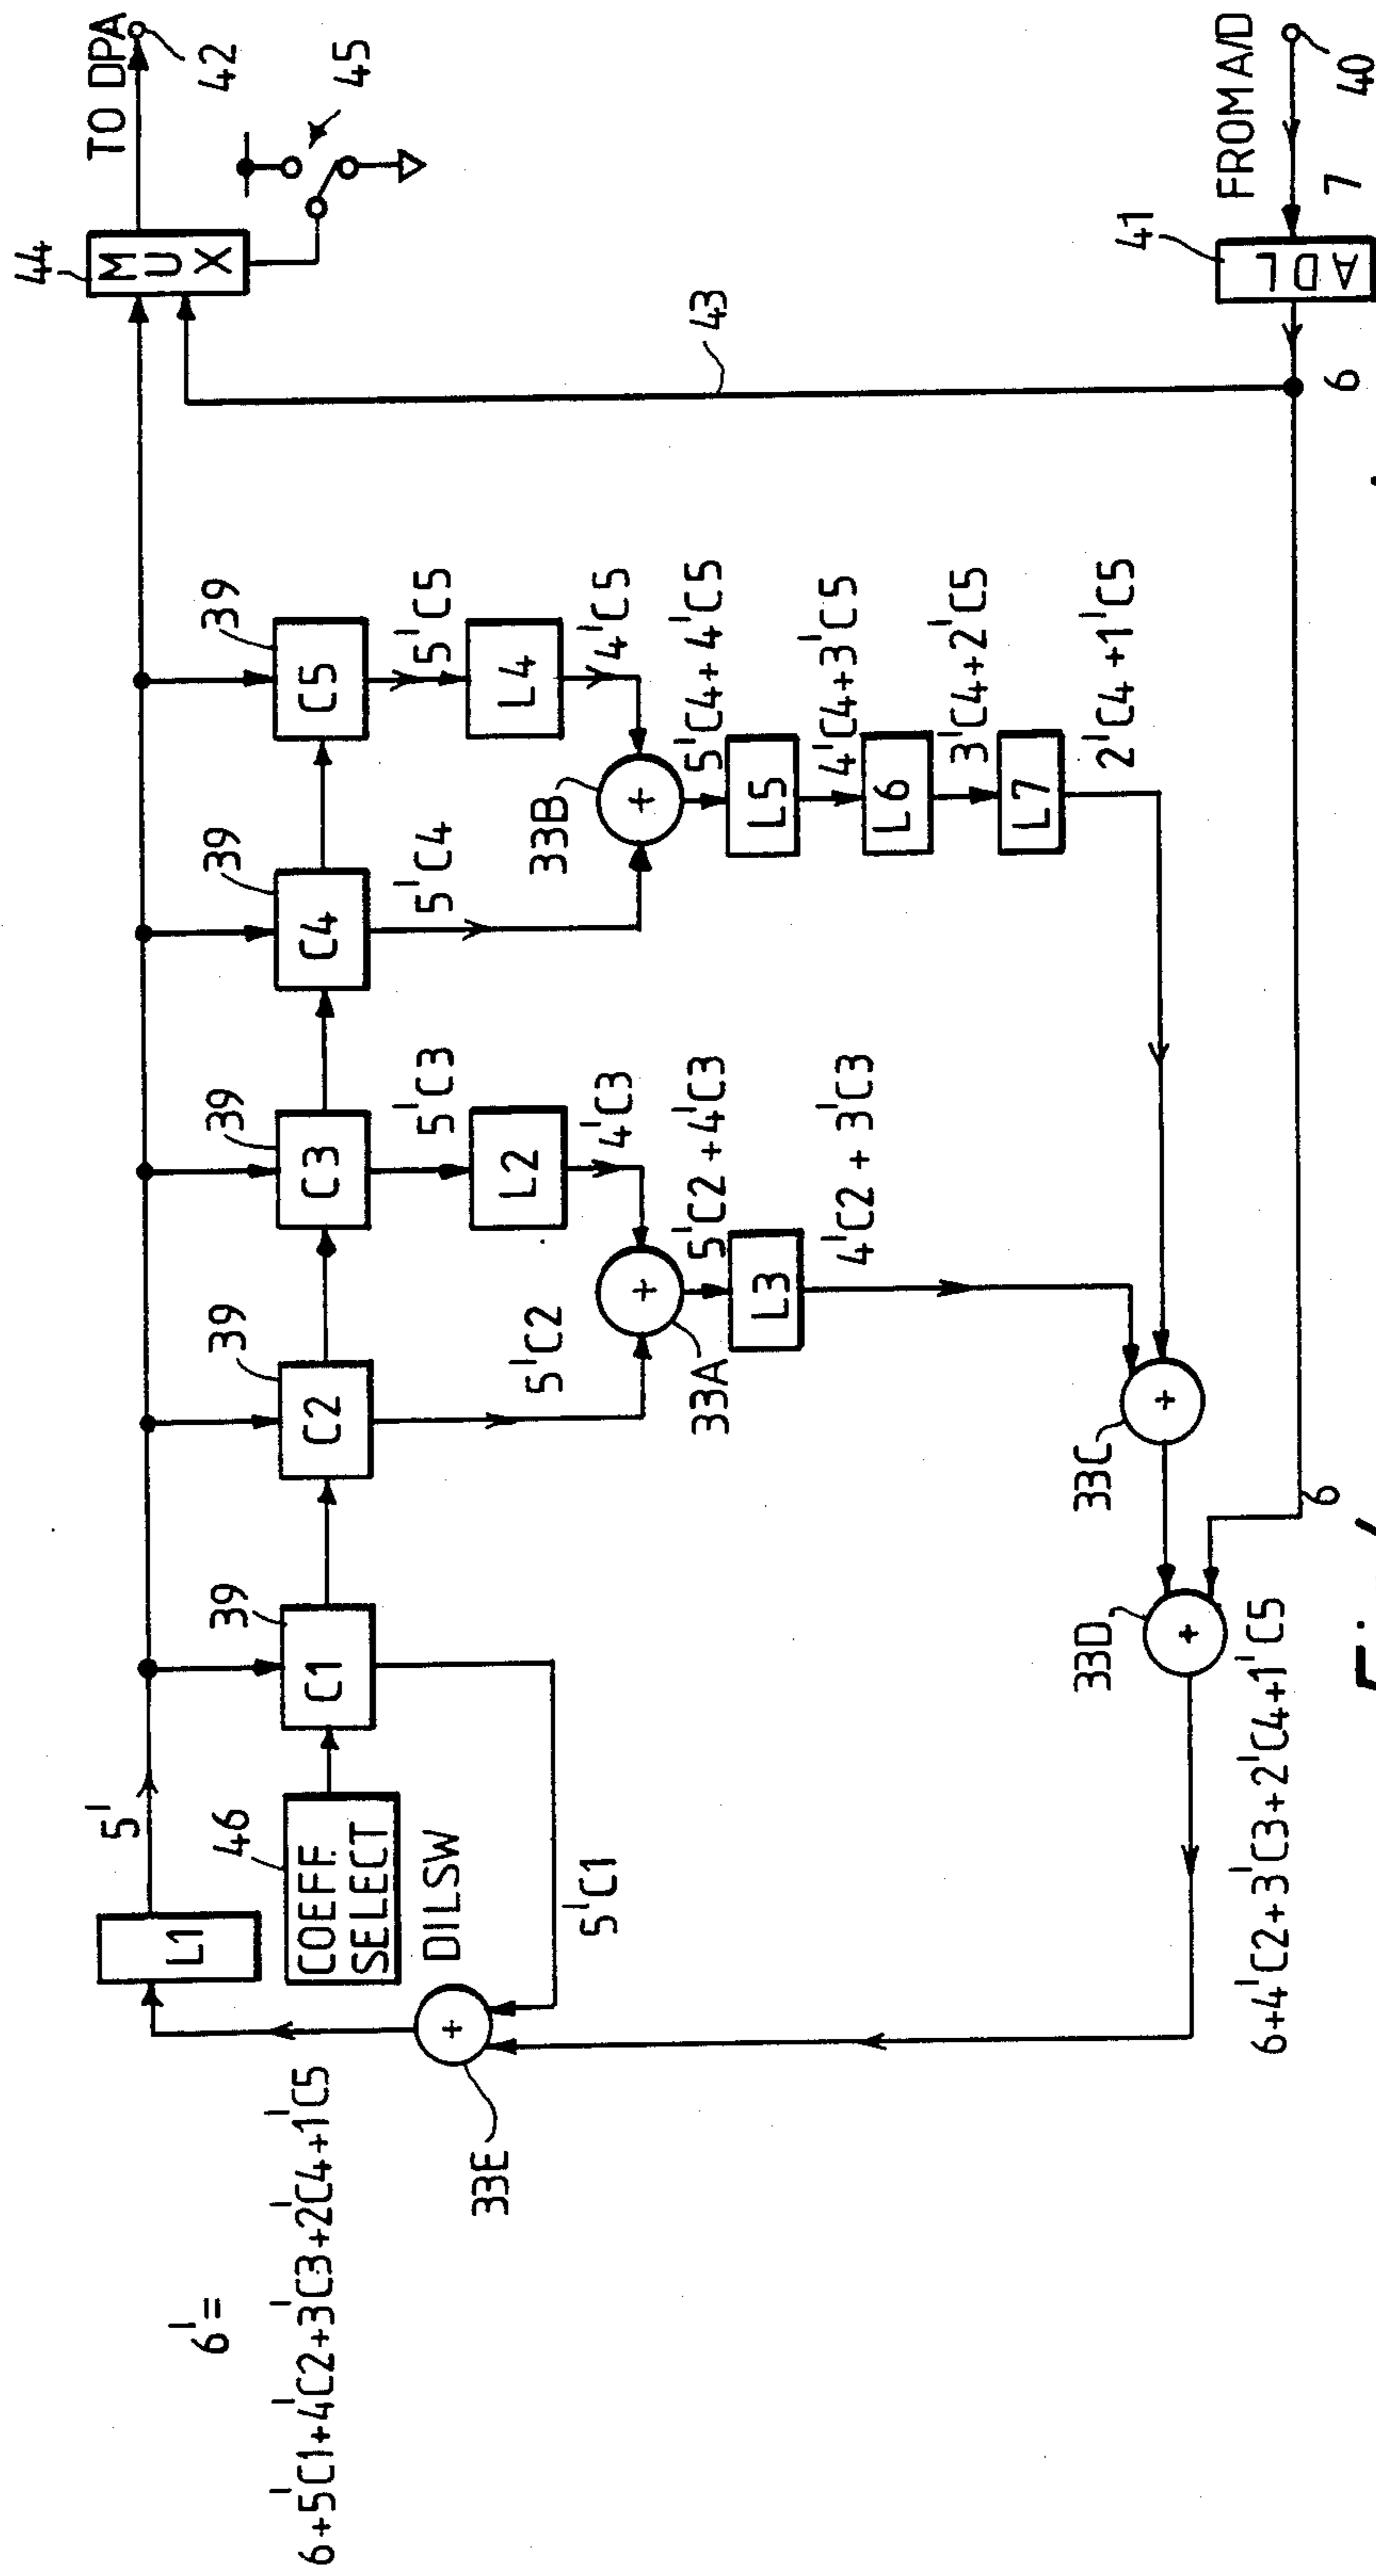 TO DPA
42
44
MUX
45
43
FROM A/D
40
7
41
ADL
6
5'
L1
46
COEFF.
SELECT
DILSW
39
C1
39
C2
39
C3
39
C4
39
C5
5'C1
5'C2
5'C3
L2
4'C3
33A
5'C2+4'C3
L3
4'C2+3'C3
5'C4
5'C5
L4
4'C5
33B
5'C4+4'C5
L5
4'C4+3'C5
L6
3'C4+2'C5
L7
2'C4+1'C5
33C
+
+
+
33D
+
6
6+4'C2+3'C3+2'C4+1'C5
33E
+
6'=
6+5'C1+4'C2+3'C3+2'C4+1'C5